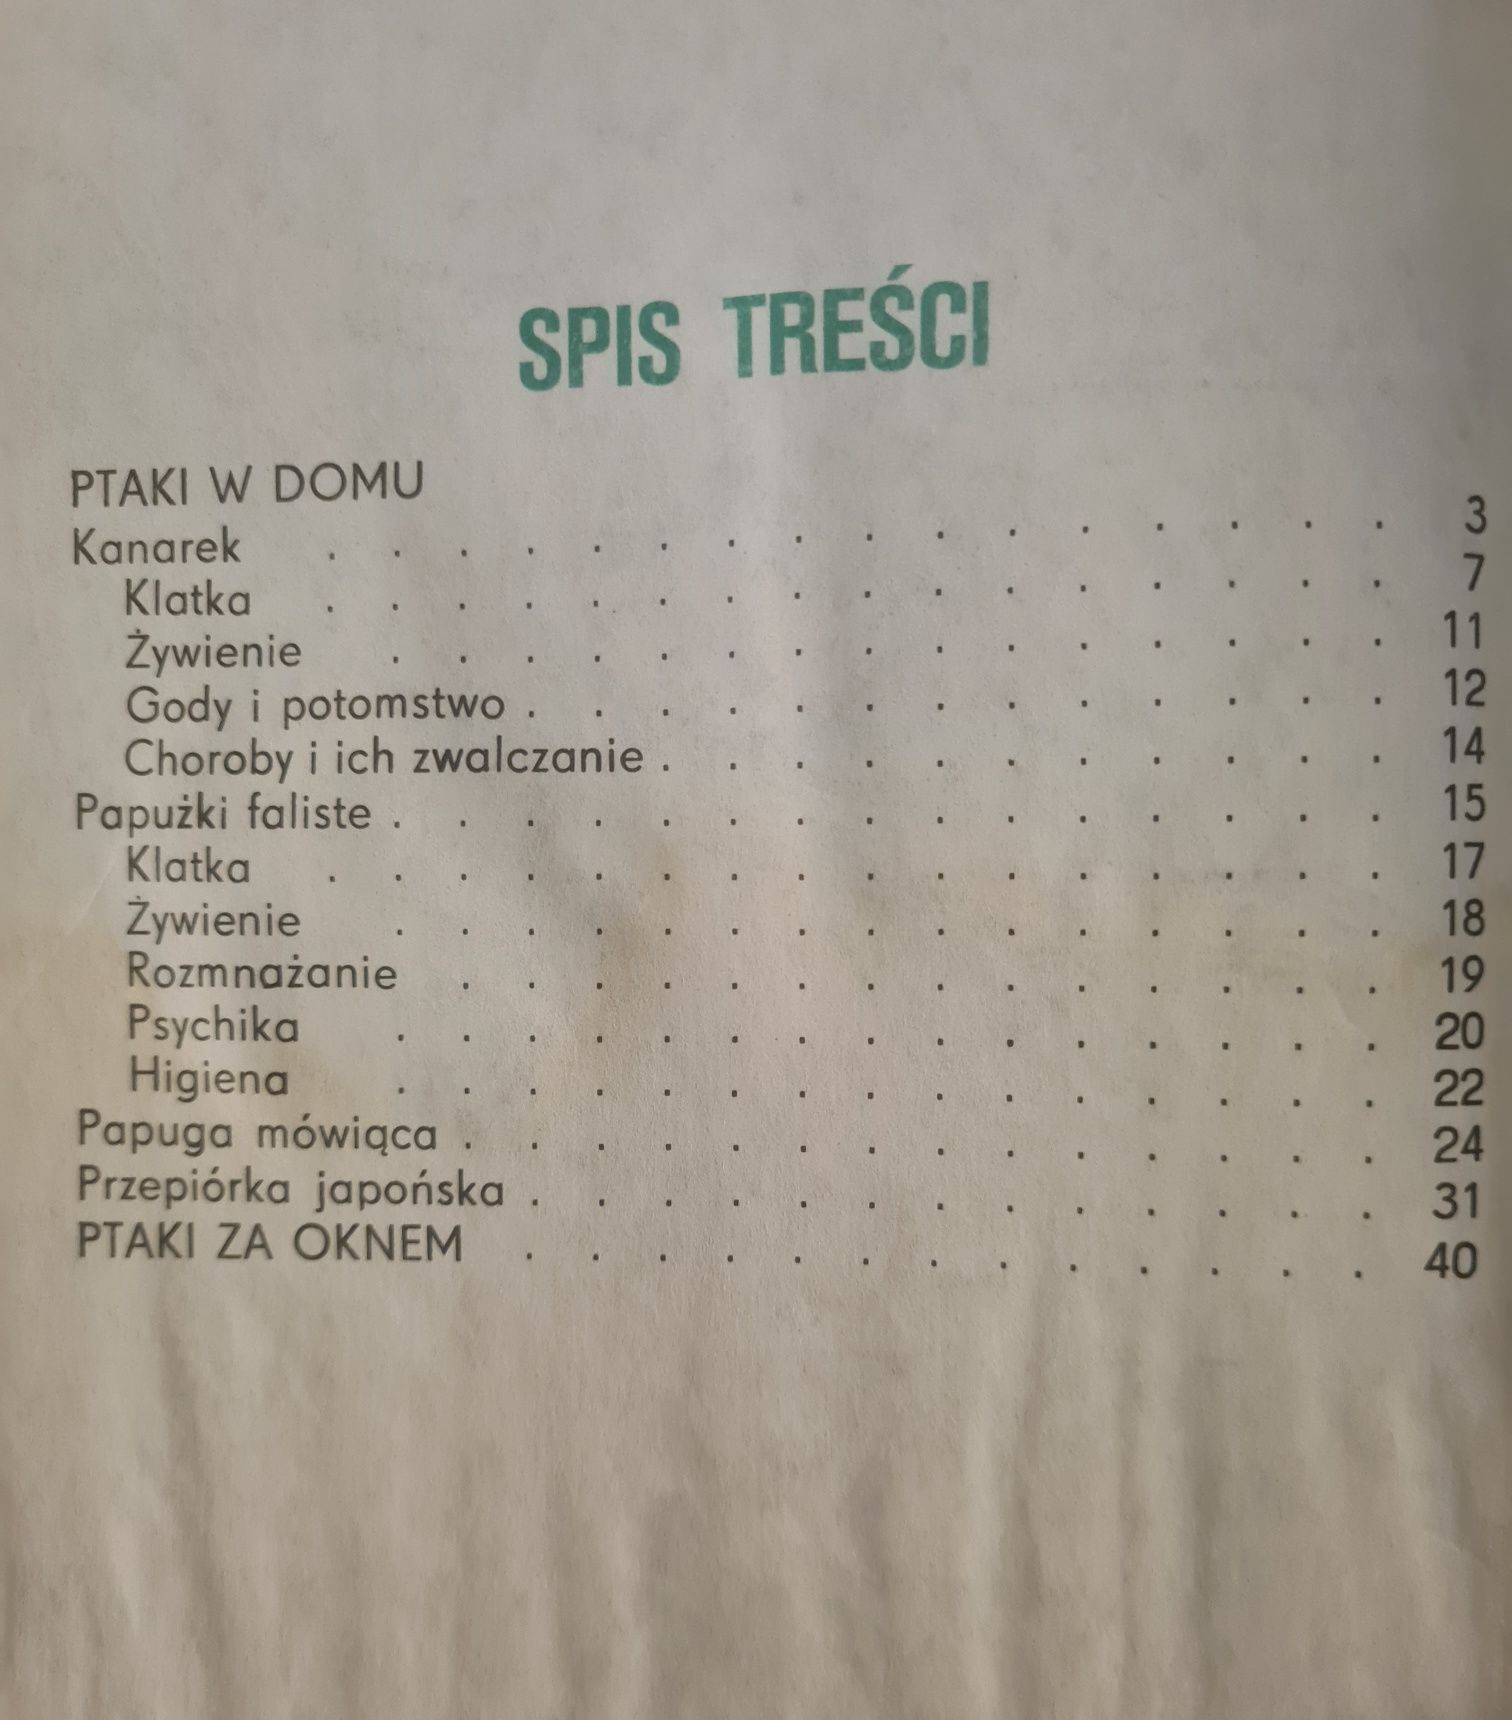 SPIS TREŚCI
PTAKI W DOMU
Kanarek . . . . . . . . . . . . . . . . 3
Klatka . . . . . . . . . . . . . . . . 7
Żywienie . . . . . . . . . . . . . . . 11
Gody i potomstwo . . . . . . . . . . . . . 12
Choroby i ich zwalczanie . . . . . . . . . . . 14
Papużki faliste . . . . . . . . . . . . . . . 15
Klatka . . . . . . . . . . . . . . . . 17
Żywienie . . . . . . . . . . . . . . . 18
Rozmnażanie . . . . . . . . . . . . . . 19
Psychika . . . . . . . . . . . . . . . 20
Higiena . . . . . . . . . . . . . . . 22
Papuga mówiąca . . . . . . . . . . . . . . 24
Przepiórka japońska . . . . . . . . . . . . . 31
PTAKI ZA OKNEM . . . . . . . . . . . . . 40